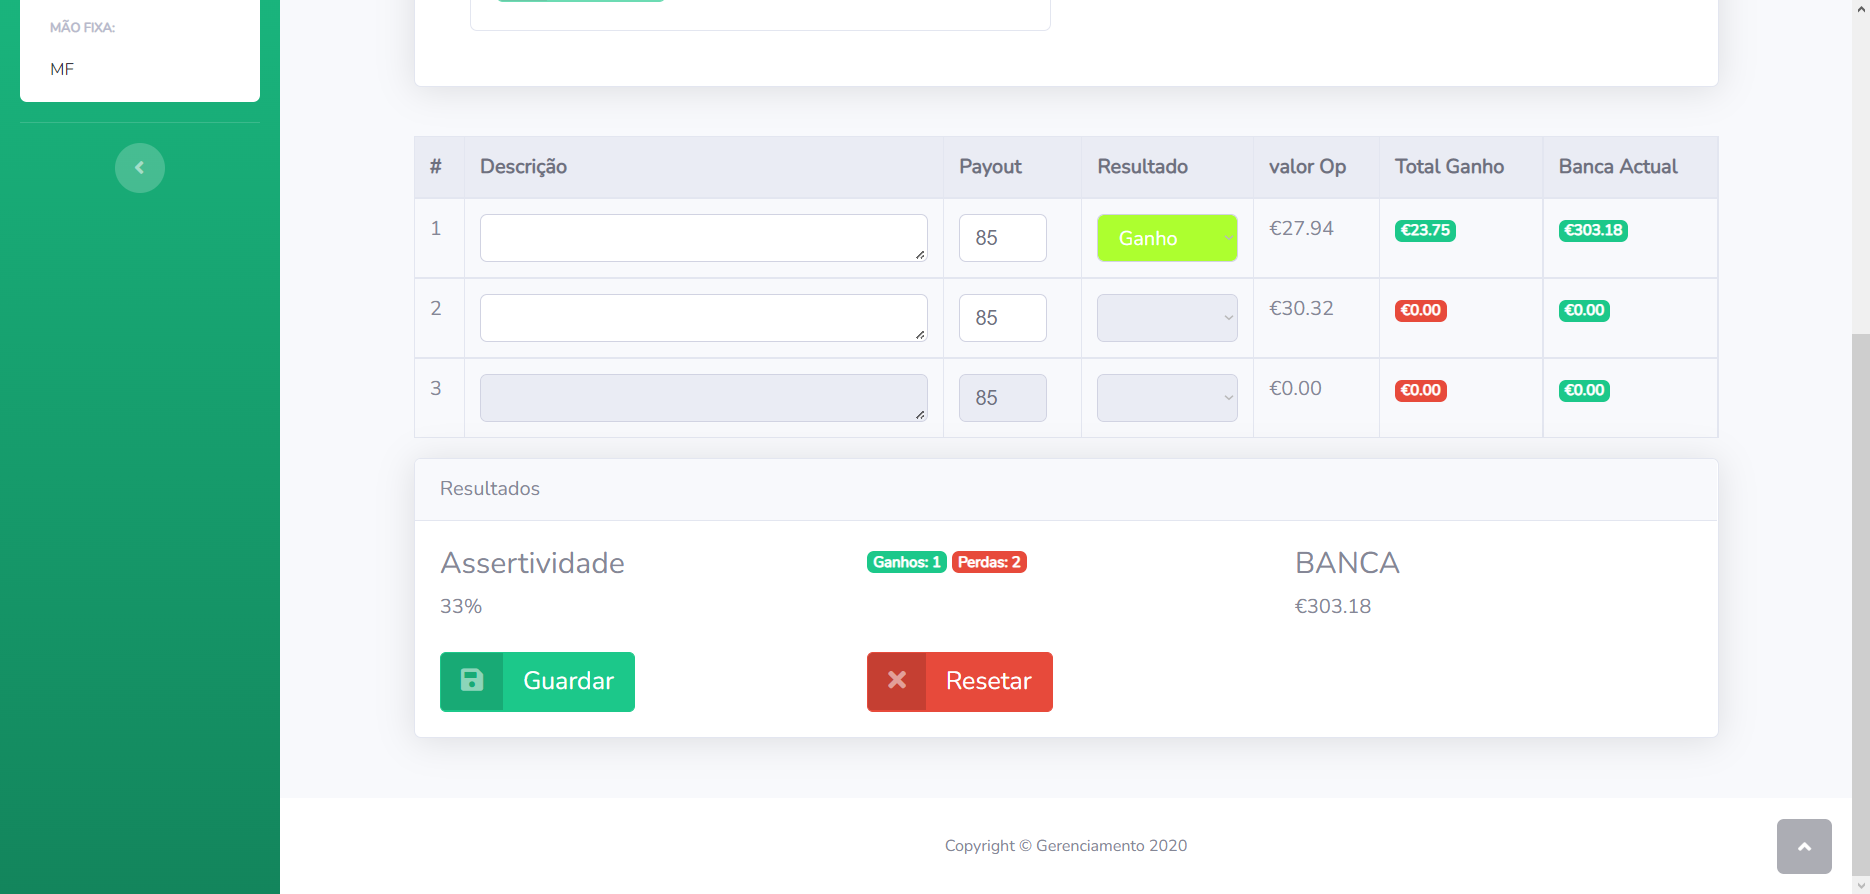 MÃO FIXA:
MF
# Descrição Payout Resultado valor Op Total Ganho Banca Actual
1 85 Ganho €27.94 €23.75 €303.18
2 85 €30.32 €0.00 €0.00
3 85 €0.00 €0.00 €0.00
Resultados
Assertividade Ganhos: 1 Perdas: 2 BANCA
33% €303.18
Guardar Resetar
Copyright © Gerenciamento 2020